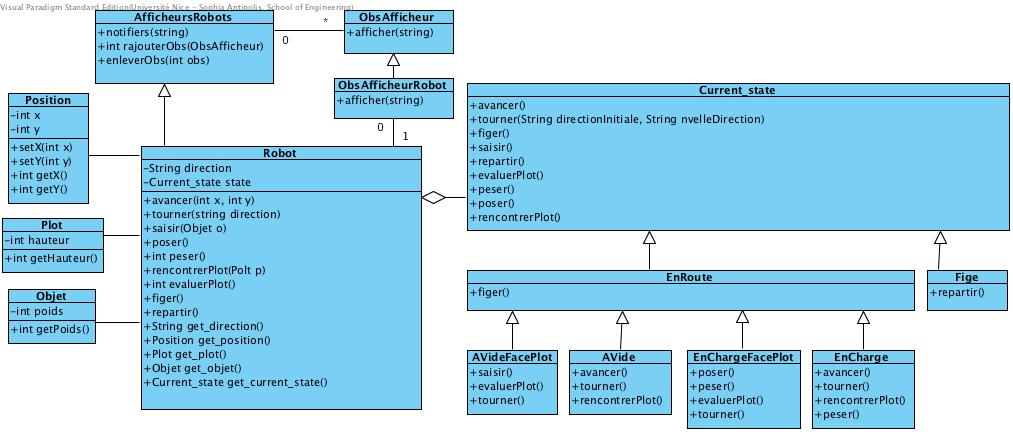 Visual Paradigm Standard Edition(Université Nice - Sophia Antipolis, School of Engineering)
AfficheursRobots
+notifiers(string)
+int rajouterObs(ObsAfficheur)
+enleverObs(int obs)
*
0
ObsAfficheur
+afficher(string)
ObsAfficheurRobot
+afficher(string)
0
1
Position
-int x
-int y
+setX(int x)
+setY(int y)
+int getX()
+int getY()
Plot
-int hauteur
+int getHauteur()
Objet
-int poids
+int getPoids()
Robot
-String direction
-Current_state state
+avancer(int x, int y)
+tourner(string direction)
+saisir(Objet o)
+poser()
+int peser()
+rencontrerPlot(Polt p)
+int evaluerPlot()
+figer()
+repartir()
+String get_direction()
+Position get_position()
+Plot get_plot()
+Objet get_objet()
+Current_state get_current_state()
Current_state
+avancer()
+tourner(String directionInitiale, String nvelleDirection)
+figer()
+saisir()
+repartir()
+evaluerPlot()
+peser()
+poser()
+rencontrerPlot()
EnRoute
+figer()
Fige
+repartir()
AVideFacePlot
+saisir()
+evaluerPlot()
+tourner()
AVide
+avancer()
+tourner()
+rencontrerPlot()
EnChargeFacePlot
+poser()
+peser()
+evaluerPlot()
+tourner()
EnCharge
+avancer()
+tourner()
+rencontrerPlot()
+peser()